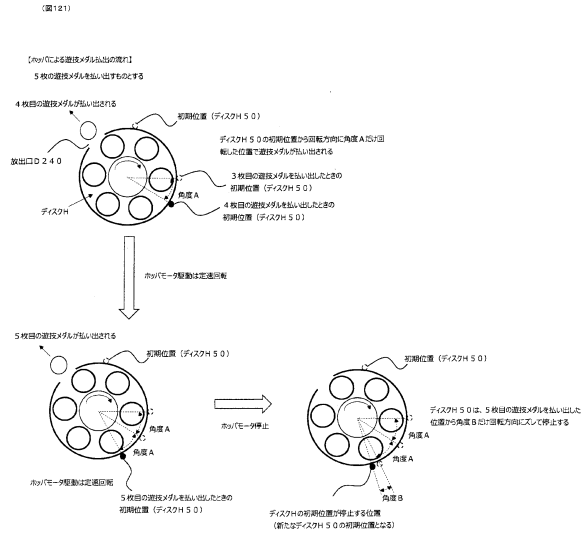 (図121)
【ホッパによる遊技メダル払出の流れ】
5枚の遊技メダルを払い出すものとする
4枚目の遊技メダルが払い出される
初期位置（ディスクH50）
ディスクH50の初期位置から回転方向に角度Aだけ回
転した位置で遊技メダルが払い出される
放出口D240
3枚目の遊技メダルを払い出したときの
初期位置（ディスクH50）
角度A
ディスクH
4枚目の遊技メダルを払い出したときの
初期位置（ディスクH50）
ホッパモータ駆動は定速回転
5枚目の遊技メダルが払い出される
初期位置（ディスクH50）
角度A
角度A
ホッパモータ駆動は定速回転
5枚目の遊技メダルを払い出したときの
初期位置（ディスクH50）
ホッパモータ停止
初期位置（ディスクH50）
ディスクH50は、5枚目の遊技メダルを払い出した
位置から角度Bだけ回転方向にズレて停止する
角度A
角度A
角度B
ディスクHの初期位置が停止する位置
（新たなディスクH50の初期位置となる）